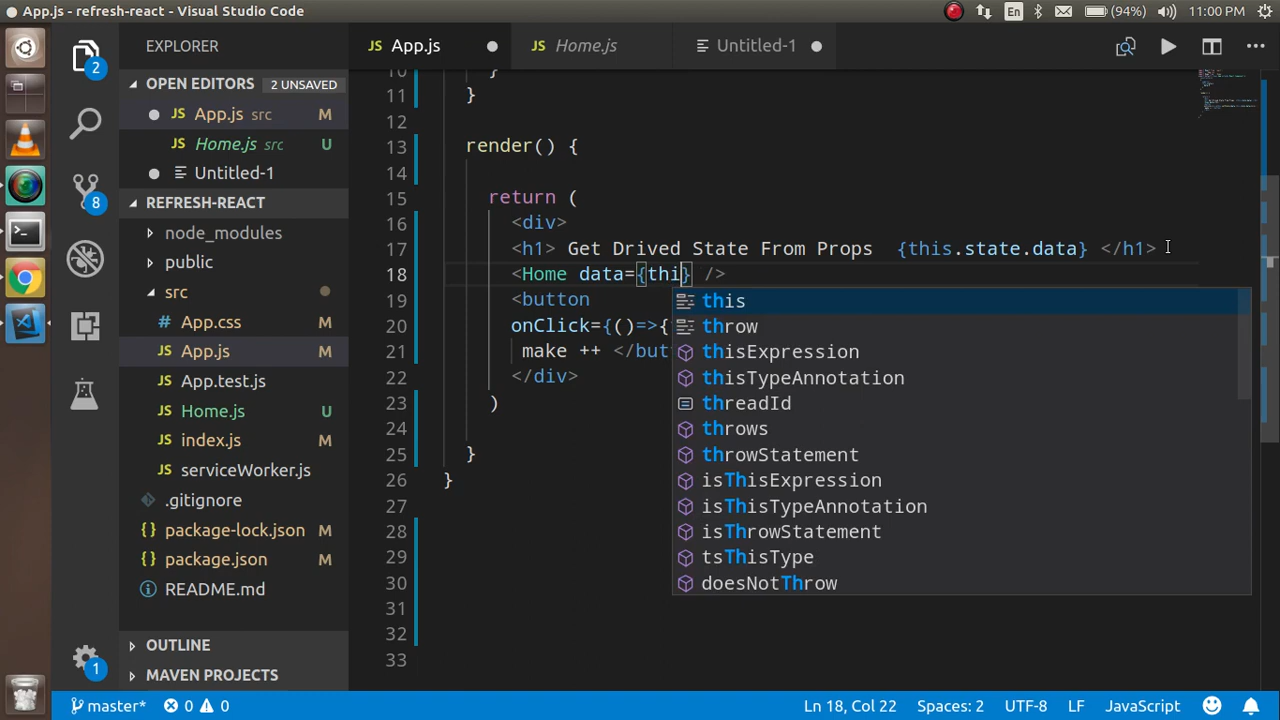 App.js - refresh-react - Visual Studio Code
En
(94%)
11:00 PM
EXPLORER
App.js
Home.js
Untitled-1
2
OPEN EDITORS
2 UNSAVED
App.js src M
Home.js src U
Untitled-1
REFRESH-REACT
8
node_modules
public
src
App.css
App.js M
App.test.js
Home.js U
index.js M
serviceWorker.js
.gitignore
package-lock.json M
package.json M
README.md
OUTLINE
MAVEN PROJECTS
1
10 }
11 }
12
13 render() {
14
15 return (
16 <div>
17 <h1> Get Drived State From Props {this.state.data} </h1>
18 <Home data={thi} />
19 <button
20 onClick={()=>{
21 make ++ </but
22 </div>
23 )
24
25 }
26 }
27
28
29
30
31
32
33
this
throw
thisExpression
thisTypeAnnotation
threadId
throws
throwStatement
isThisExpression
isThisTypeAnnotation
isThrowStatement
tsThisType
doesNotThrow
master*
0
0
Ln 18, Col 22
Spaces: 2
UTF-8
LF
JavaScript